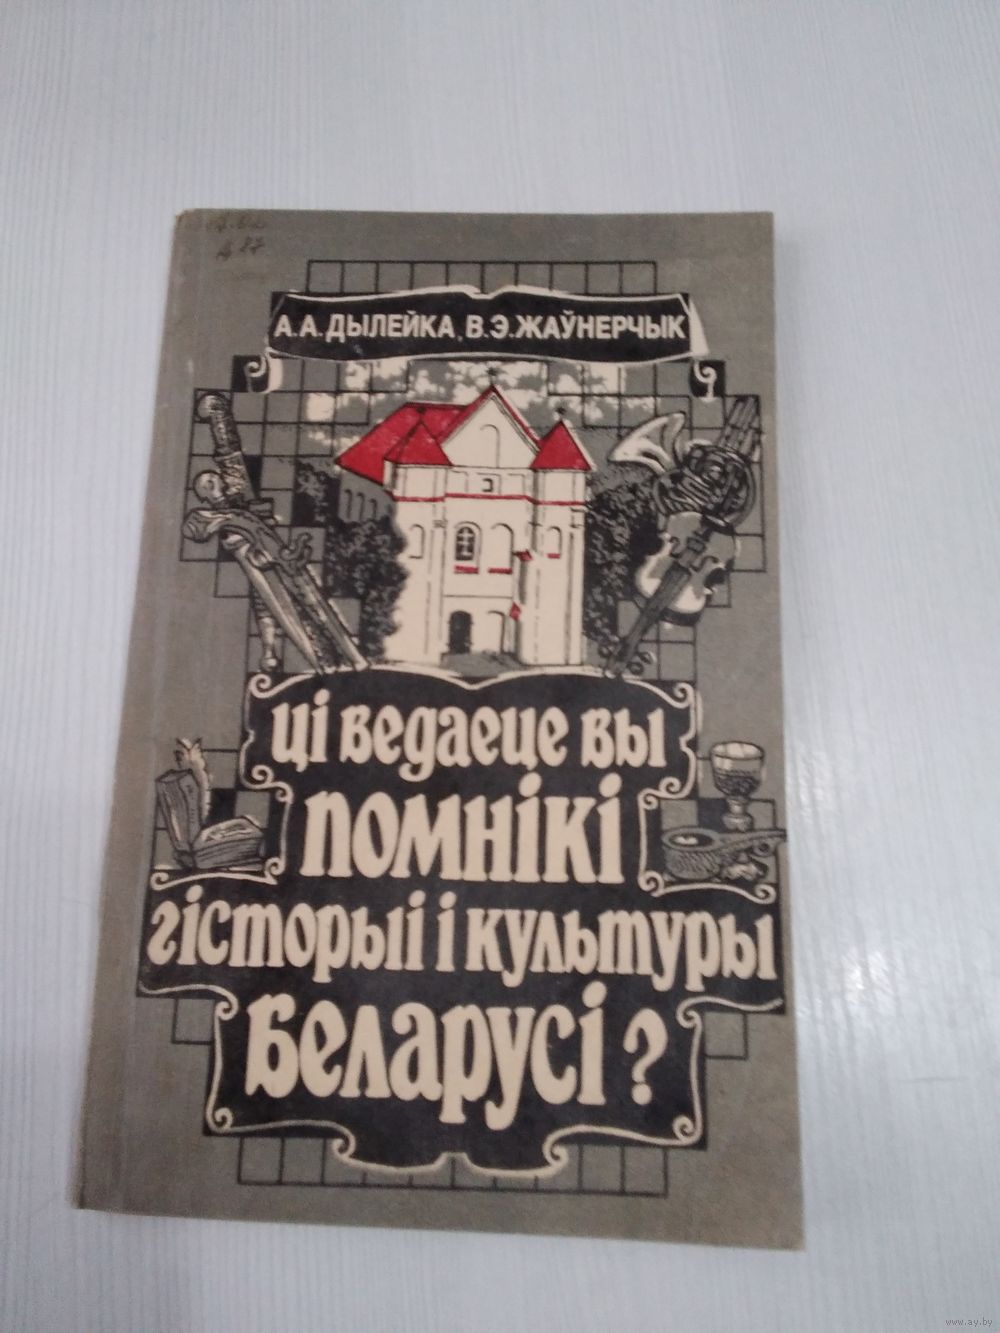 А.А.ДЫЛЕЙКА, В.Э.ЖАЎНЕРЧЫК
Ці ведаеце вы
помнікі
гісторыі і культуры
Беларусі?
www.ay.by